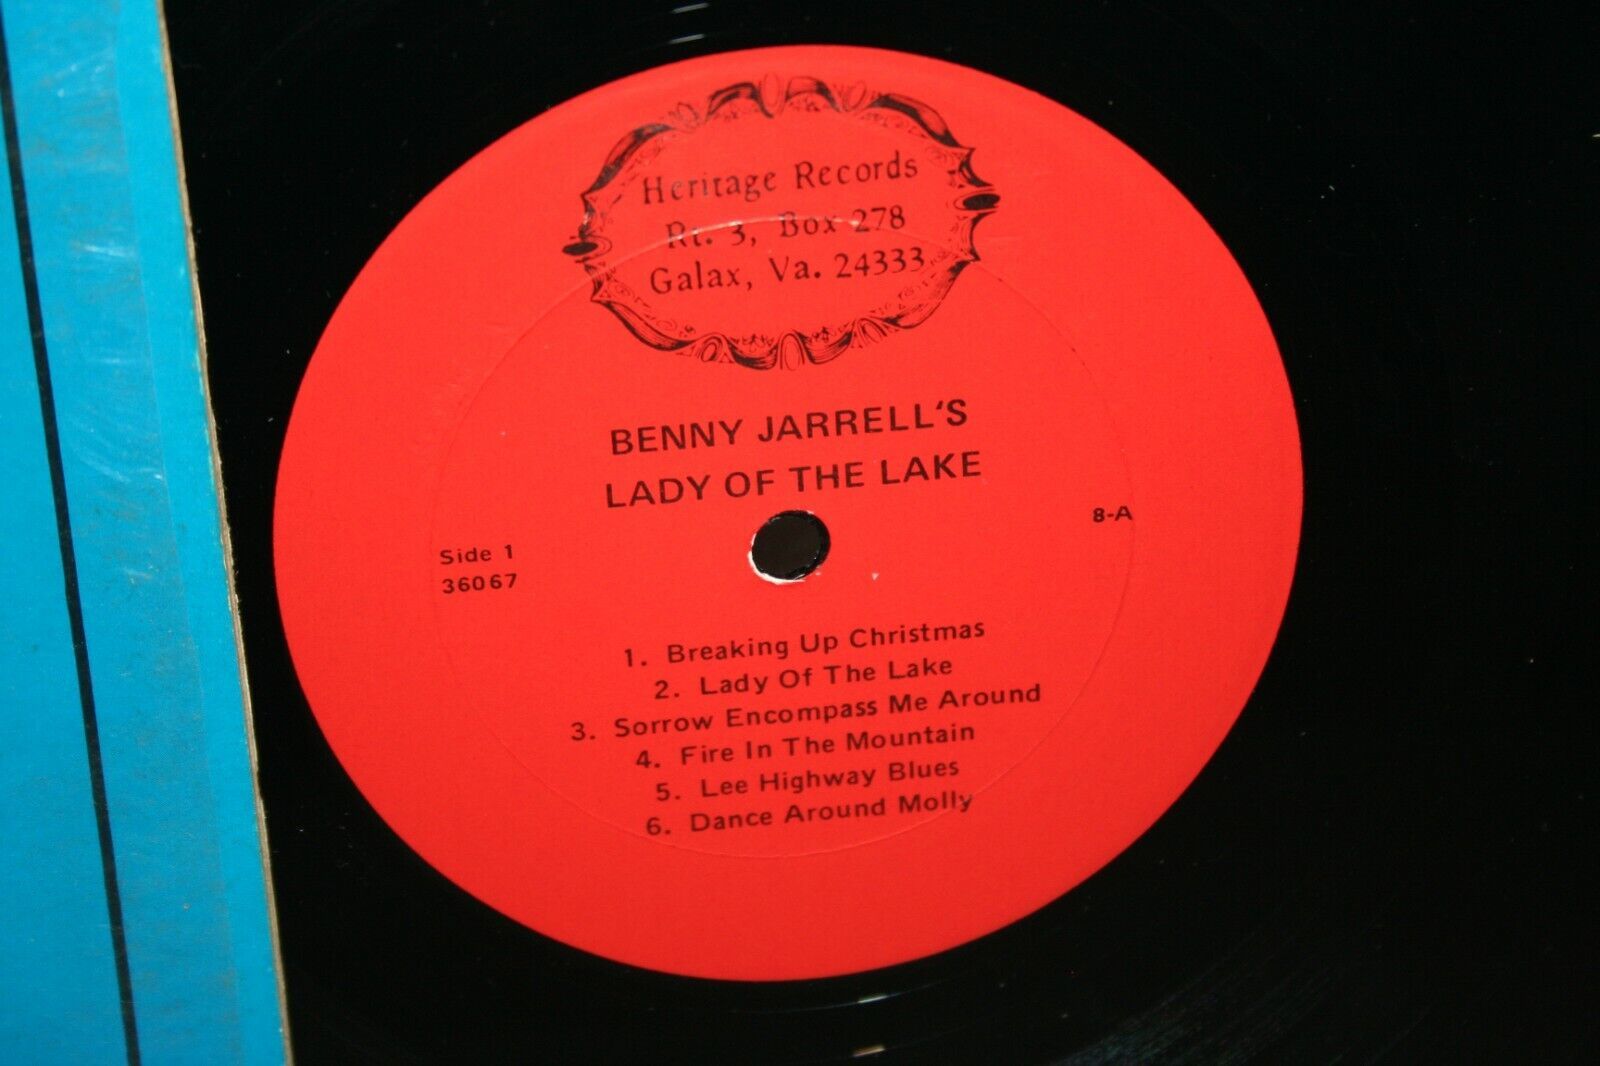 Heritage Records
Rt. 3, Box 278
Galax, Va. 24333
BENNY JARRELL'S
LADY OF THE LAKE
Side 1
36067
8-A
1. Breaking Up Christmas
2. Lady Of The Lake
3. Sorrow Encompass Me Around
4. Fire In The Mountain
5. Lee Highway Blues
6. Dance Around Molly